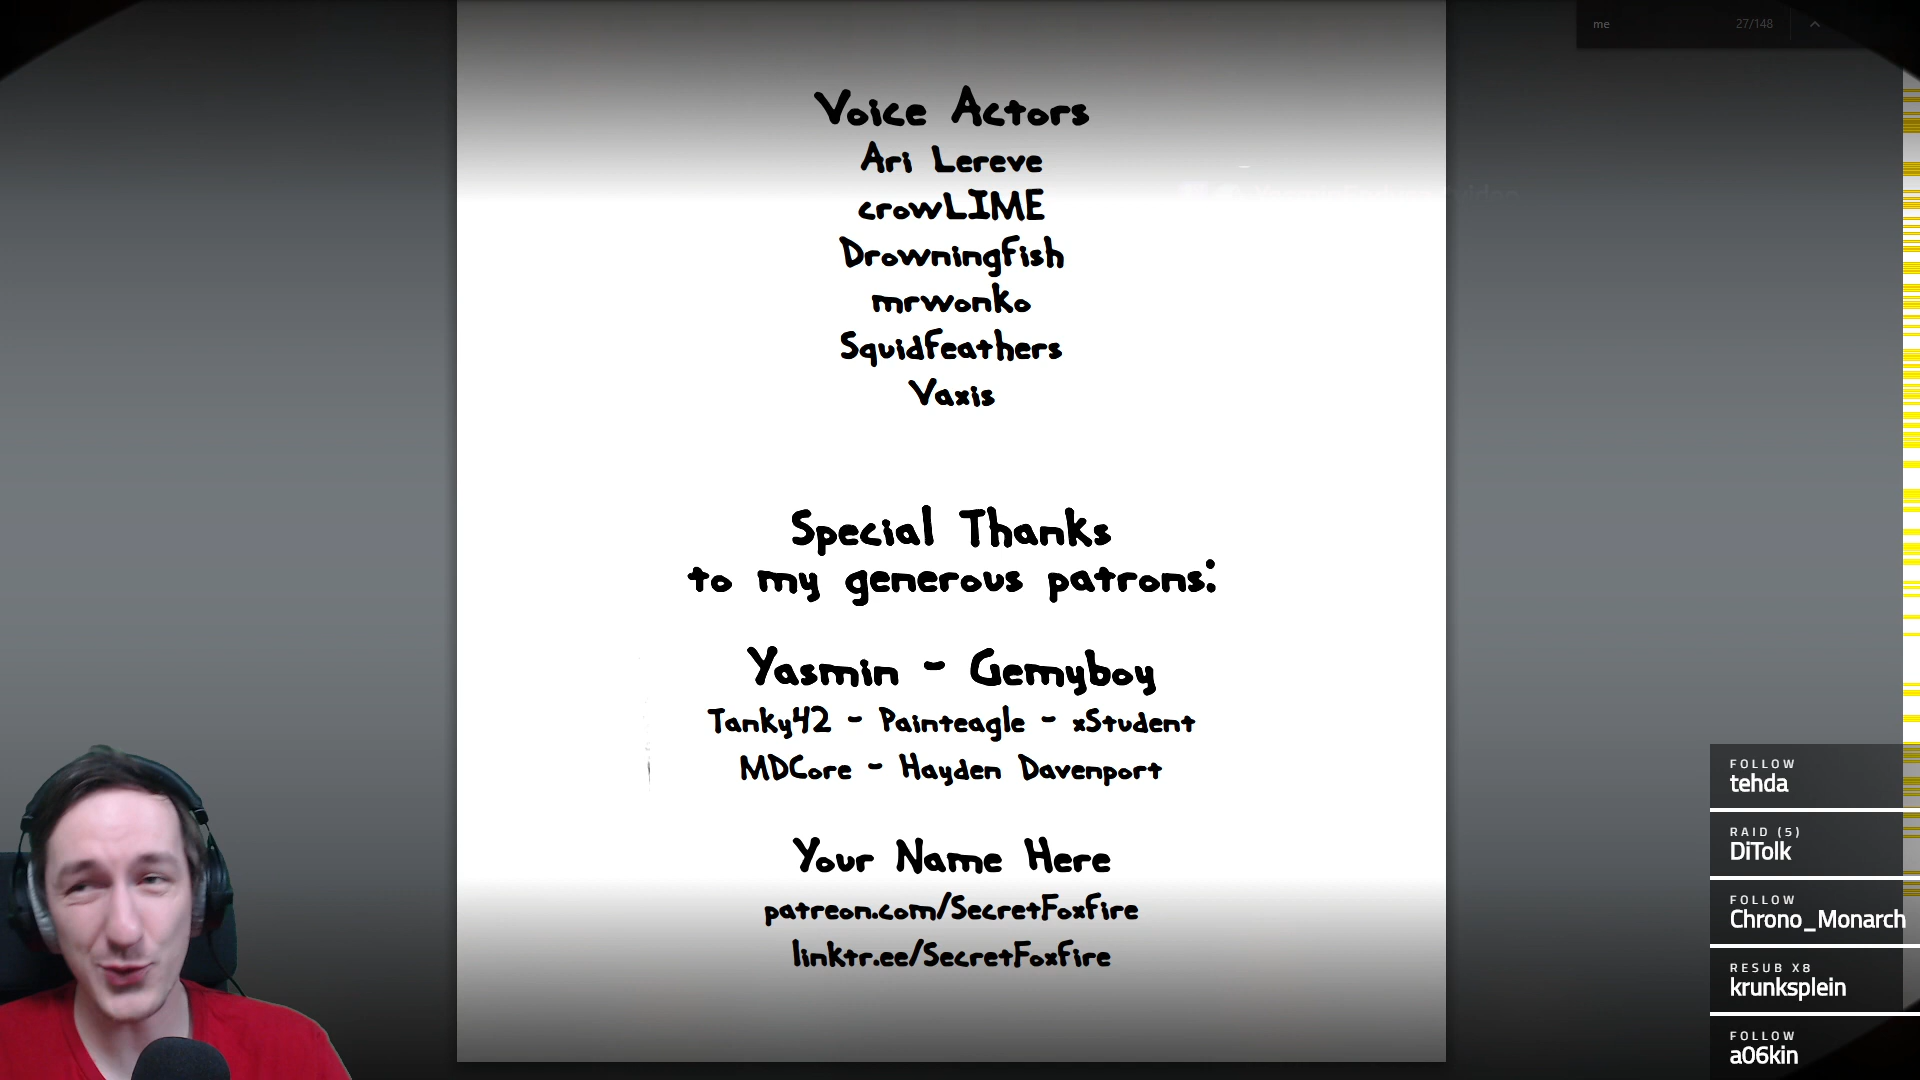 me 27/148
Voice Actors
Ari Lereve
crowLIME
Drowningfish
mrwonko
Squidfeathers
Vaxis
Special Thanks
to my generous patrons:
Yasmin - Gemyboy
Tanky42 - Painteagle - xStudent
MDCore - Hayden Davenport
Your Name Here
patreon.com/SecretFoxfire
linktr.ee/SecretFoxfire
FOLLOW
tehda
RAID (5)
DiTolk
FOLLOW
Chrono_Monarch
RESUB X8
krunksplein
FOLLOW
a06kin